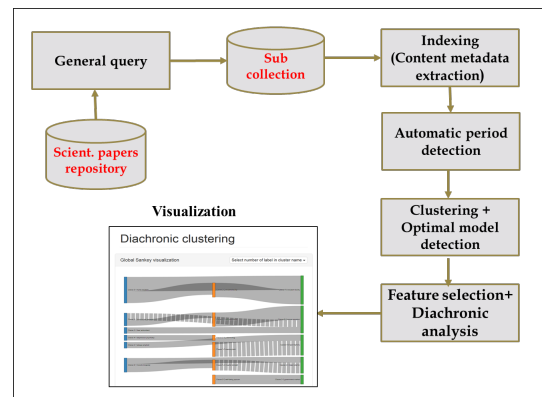 General query
Sub
collection
Indexing
(Content metadata
extraction)
Scient. papers
repository
Automatic period
detection
Clustering +
Optimal model
detection
Feature selection+
Diachronic
analysis
Visualization
Diachronic clustering
Global Sankey visualization
Select number of label in cluster name